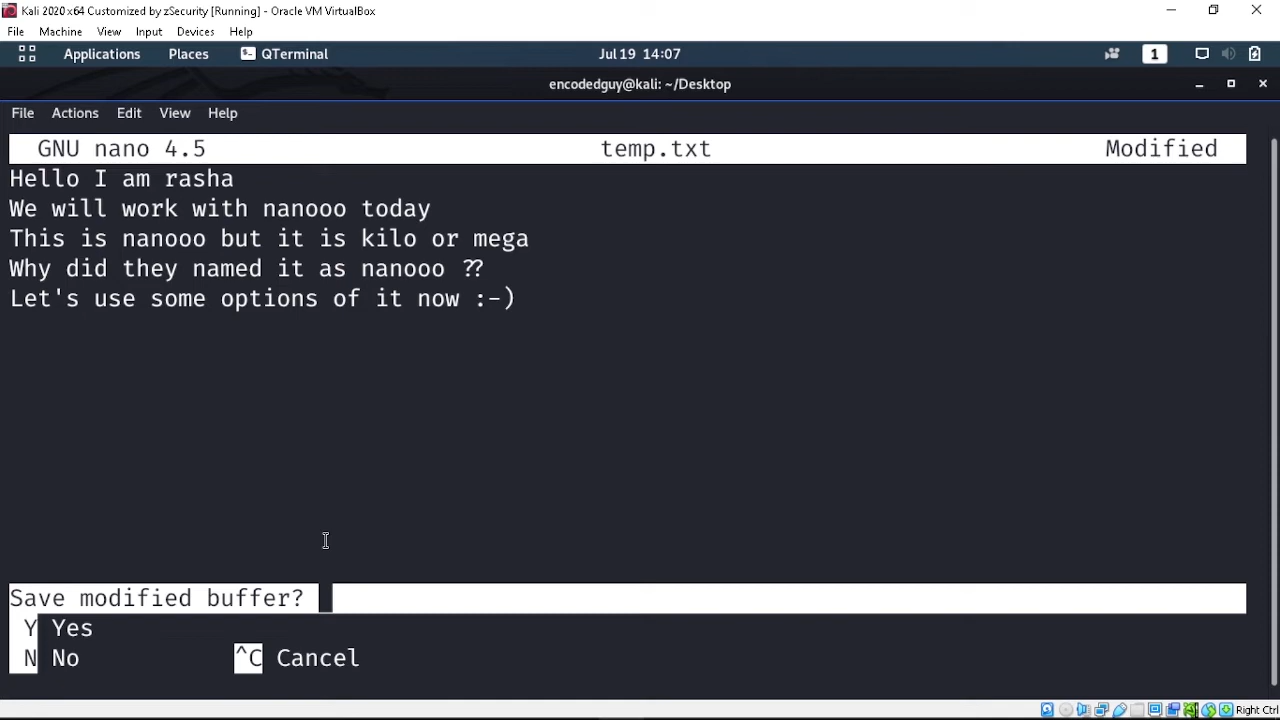 Kali 2020 x64 Customized by zSecurity [Running] - Oracle VM VirtualBox
File Machine View Input Devices Help
Applications Places QTerminal Jul 19 14:07 1
encodedguy@kali: ~/Desktop
File Actions Edit View Help
GNU nano 4.5 temp.txt Modified
Hello I am rasha
We will work with nanooo today
This is nanooo but it is kilo or mega
Why did they named it as nanooo ??
Let's use some options of it now :-)
Save modified buffer?
Y Yes
N No ^C Cancel
Right Ctrl